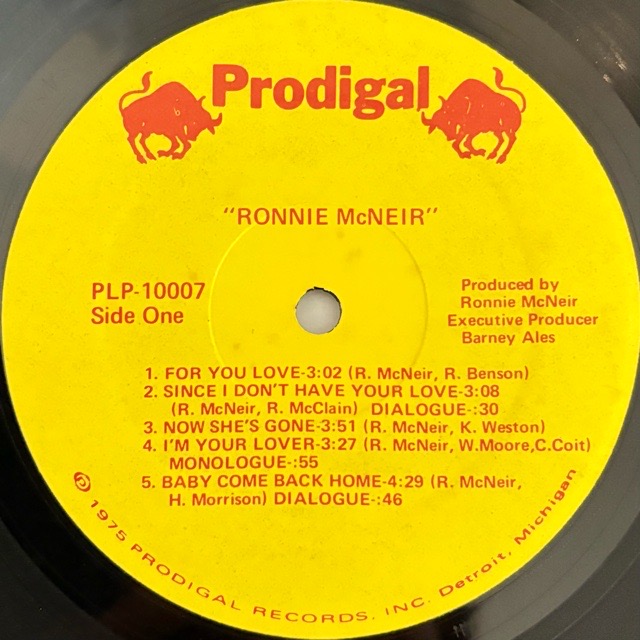 Prodigal
"RONNIE McNEIR"
PLP-10007
Side One
Produced by
Ronnie McNeir
Executive Producer
Barney Ales
1. FOR YOU LOVE-3:02 (R. McNeir, R. Benson)
2. SINCE I DON'T HAVE YOUR LOVE-3:08
(R. McNeir, R. McClain) DIALOGUE-:30
3. NOW SHE'S GONE-3:51 (R. McNeir, K. Weston)
4. I'M YOUR LOVER-3:27 (R. McNeir, W.Moore,C.Coit)
MONOLOGUE-:55
5. BABY COME BACK HOME-4:29 (R. McNeir,
H. Morrison) DIALOGUE-:46
℗ 1975 PRODIGAL RECORDS, INC. Detroit, Michigan